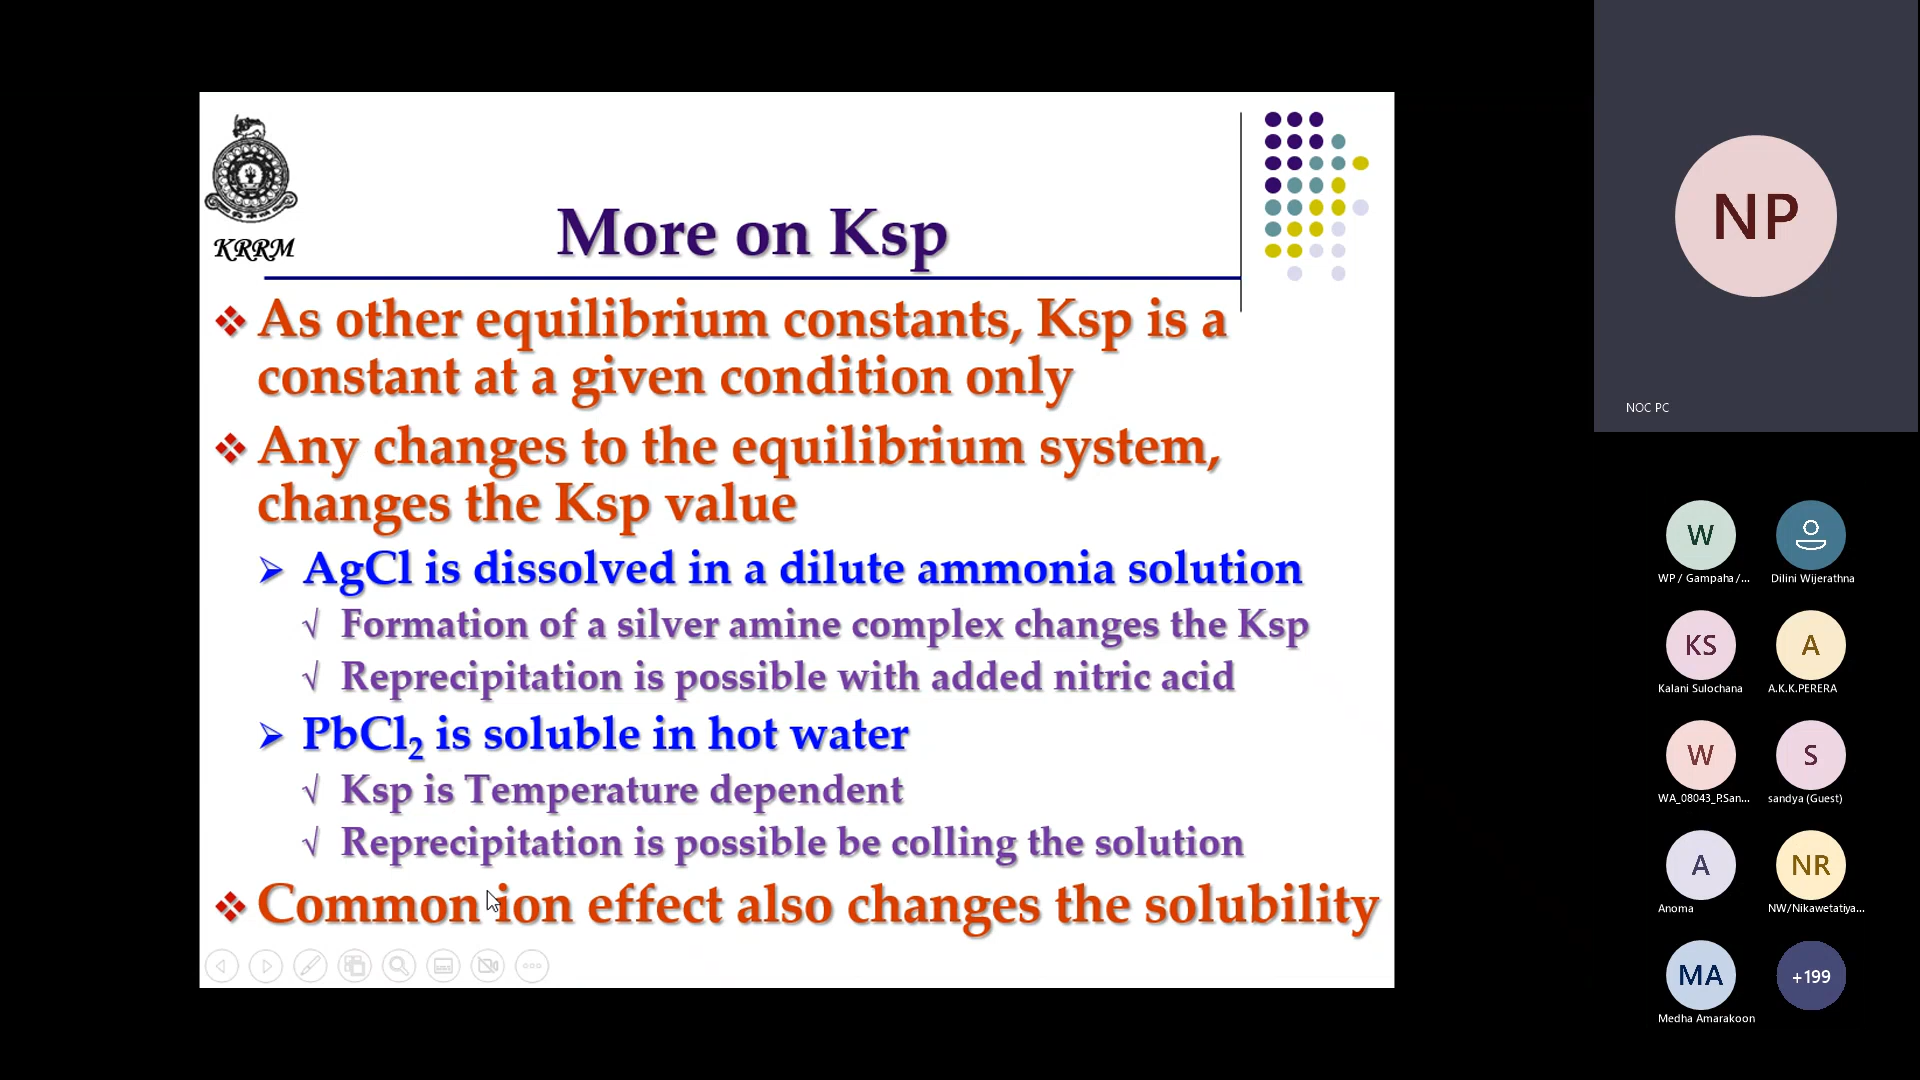 KRRM
More on Ksp
As other equilibrium constants, Ksp is a
constant at a given condition only
Any changes to the equilibrium system,
changes the Ksp value
AgCl is dissolved in a dilute ammonia solution
√ Formation of a silver amine complex changes the Ksp
√ Reprecipitation is possible with added nitric acid
PbCl₂ is soluble in hot water
√ Ksp is Temperature dependent
√ Reprecipitation is possible be colling the solution
Common ion effect also changes the solubility
NP
NOC PC
W
WP / Gampaha /...
Dilini Wijerathna
KS
Kalani Sulochana
A
A.K.K.PERERA
W
WA_08043_P.San...
S
sandya (Guest)
A
Anoma
NR
NW/Nikawetatiya...
MA
Medha Amarakoon
+199